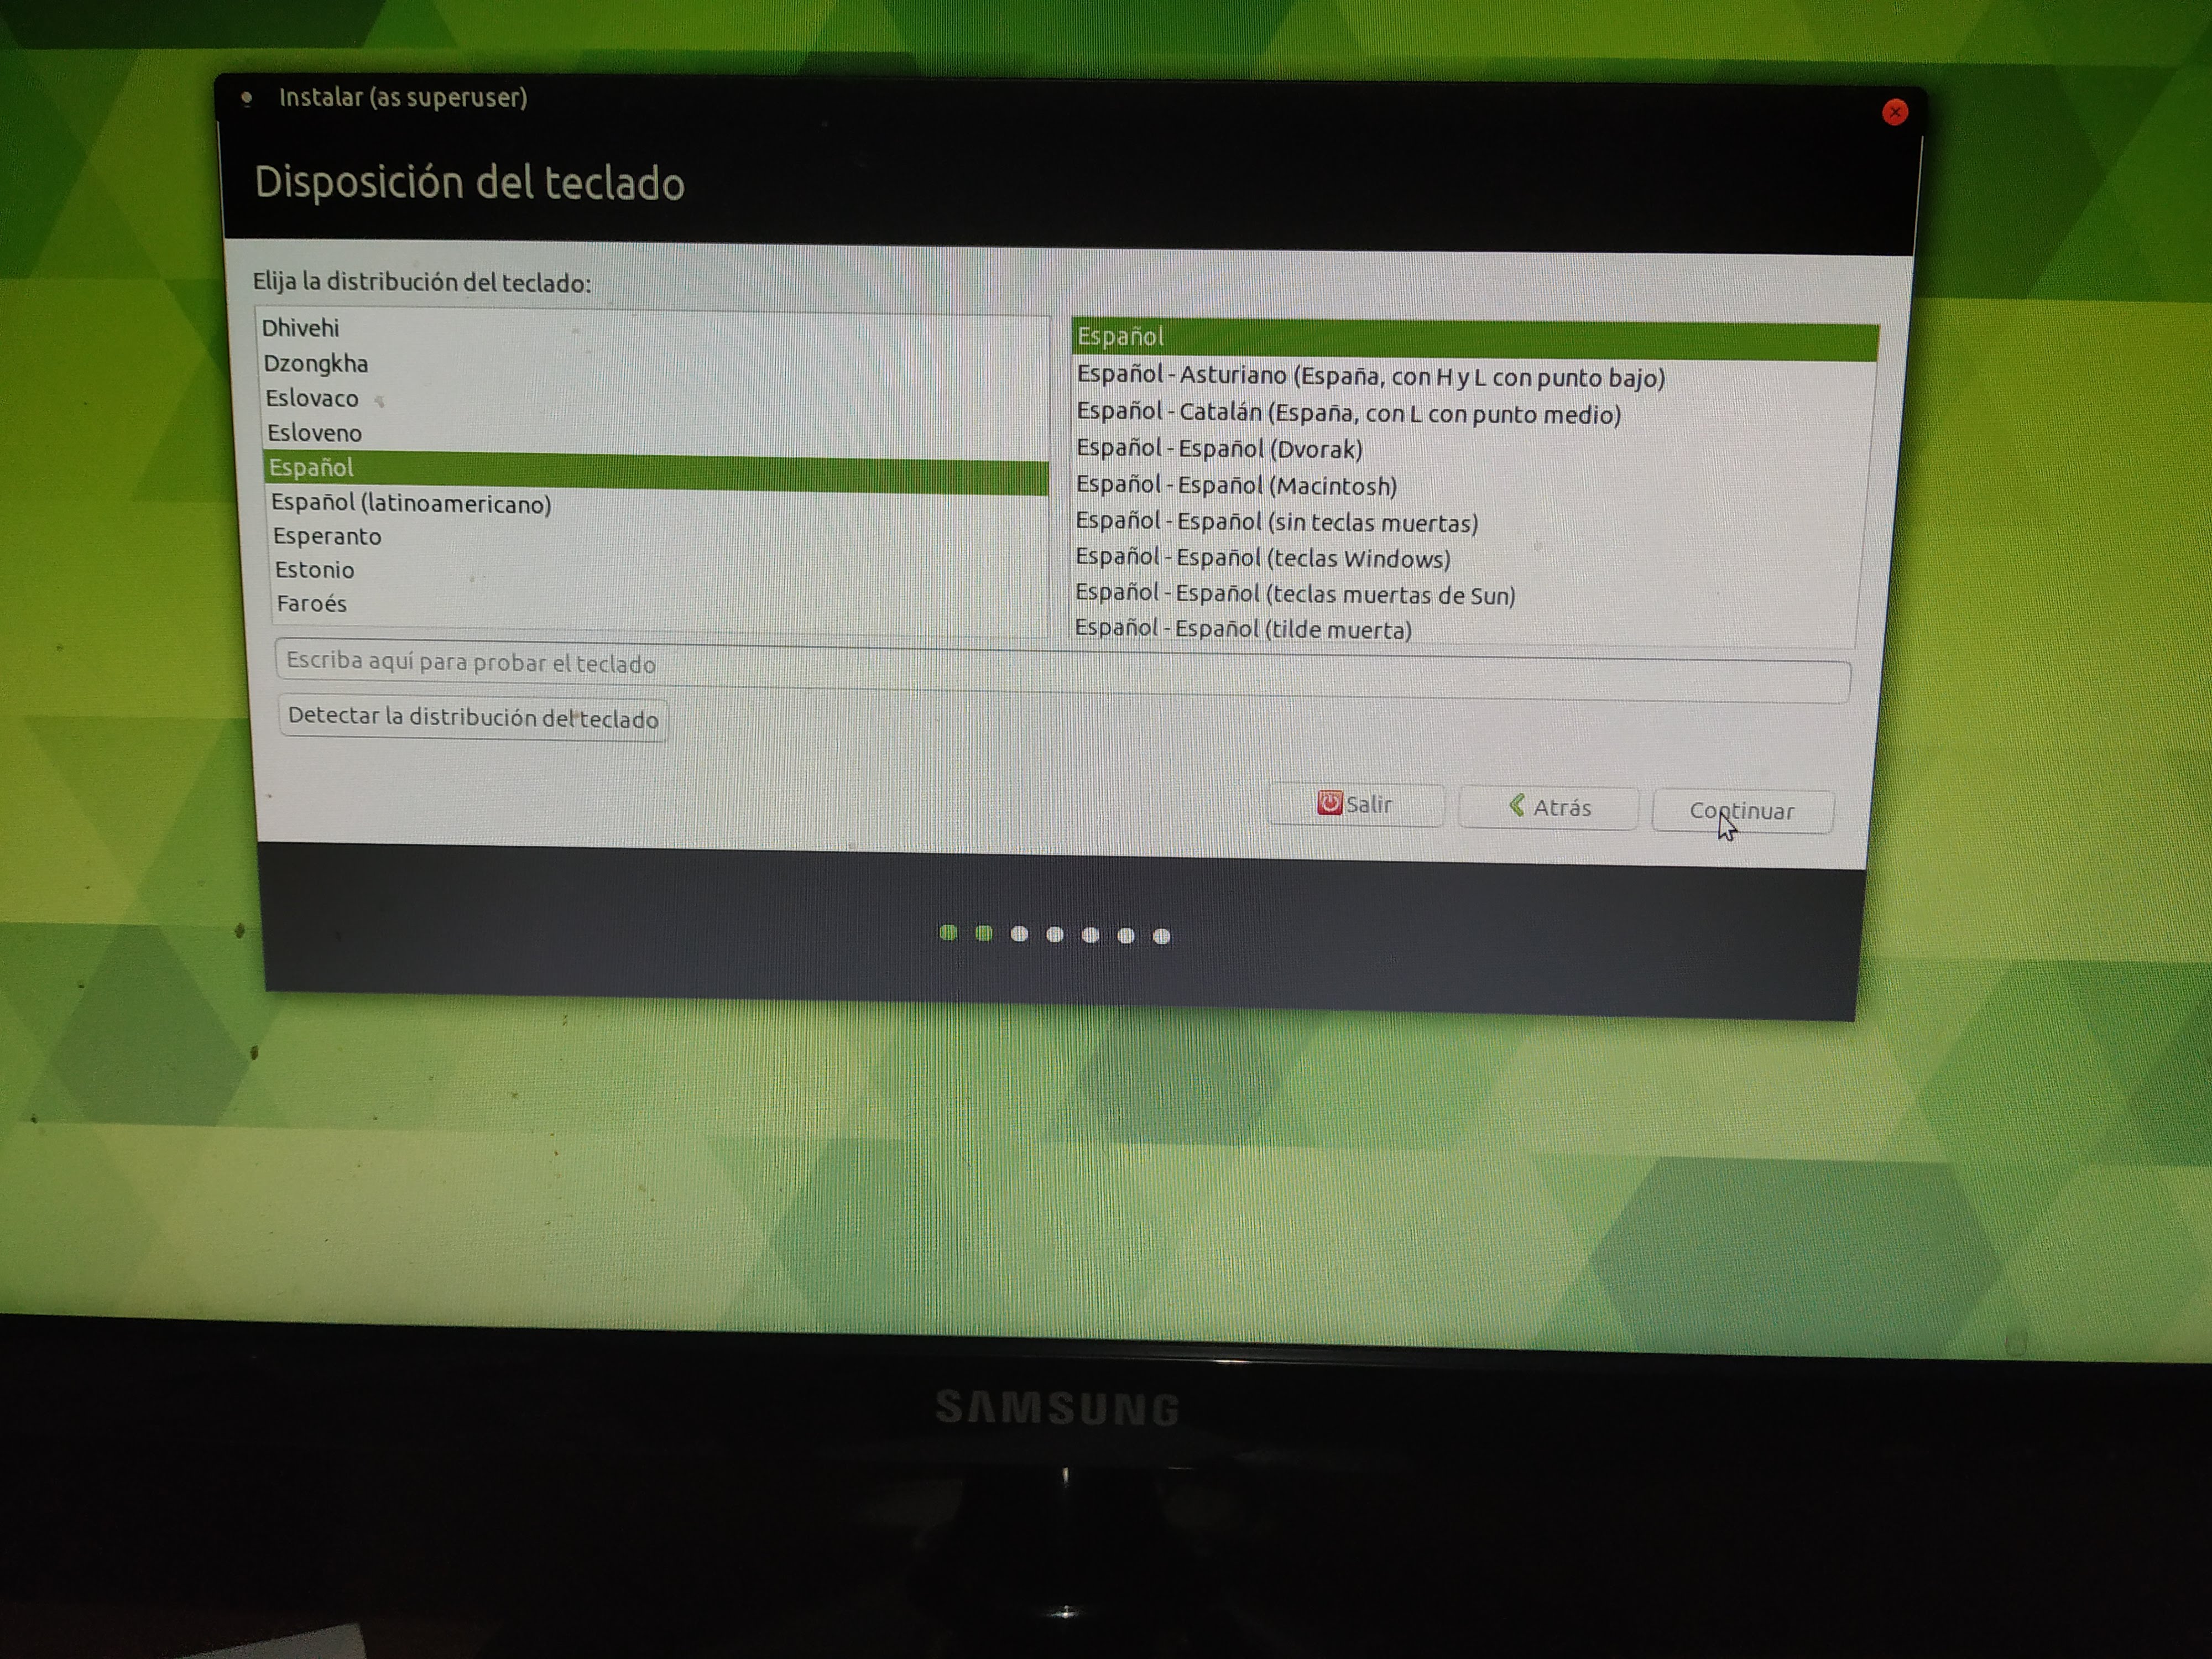 Instalar (as superuser)
Disposición del teclado
Elija la distribución del teclado:
Dhivehi
Dzongkha
Eslovaco
Esloveno
Español
Español (latinoamericano)
Esperanto
Estonio
Faroés
Español
Español - Asturiano (España, con H y L con punto bajo)
Español - Catalán (España, con L con punto medio)
Español - Español (Dvorak)
Español - Español (Macintosh)
Español - Español (sin teclas muertas)
Español - Español (teclas Windows)
Español - Español (teclas muertas de Sun)
Español - Español (tilde muerta)
Escriba aquí para probar el teclado
Detectar la distribución del teclado
Salir
Atrás
Continuar
SAMSUNG